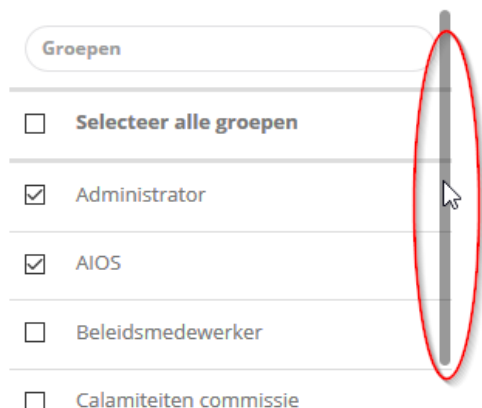 Groepen
Selecteer alle groepen
Administrator
AIOS
Beleidsmedewerker
Calamiteiten commissie